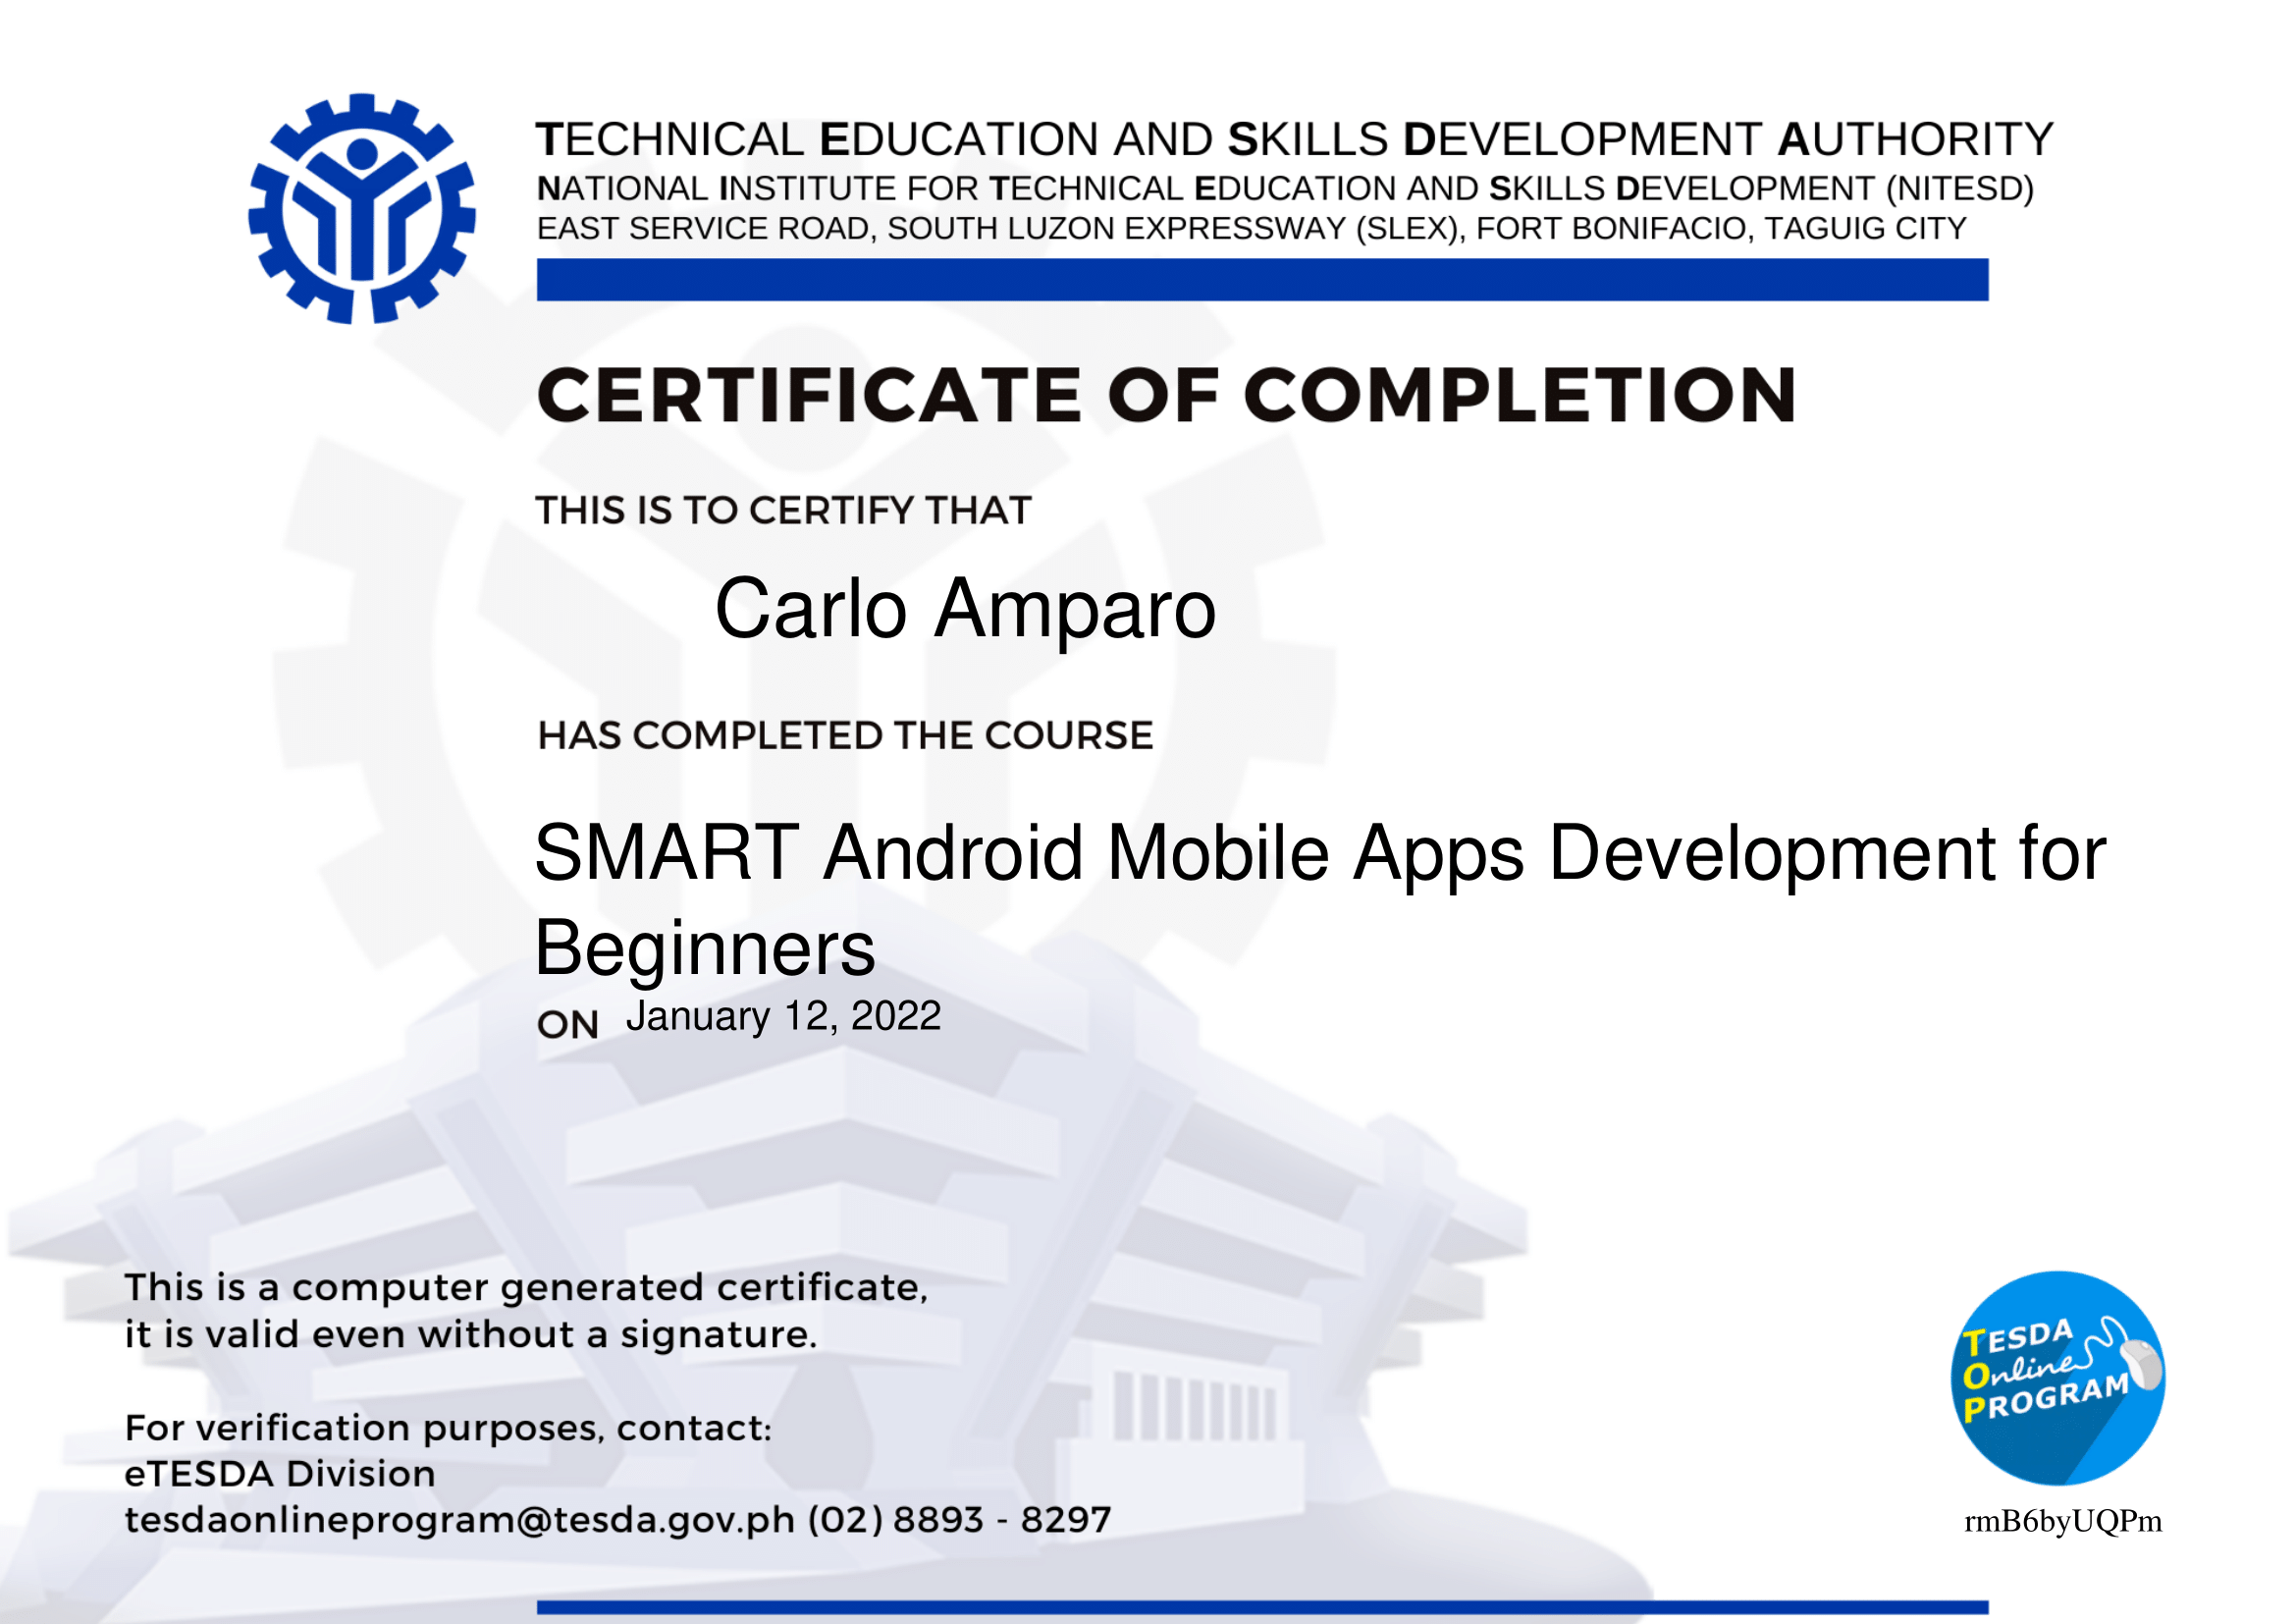 TECHNICAL EDUCATION AND SKILLS DEVELOPMENT AUTHORITY
NATIONAL INSTITUTE FOR TECHNICAL EDUCATION AND SKILLS DEVELOPMENT (NITESD)
EAST SERVICE ROAD, SOUTH LUZON EXPRESSWAY (SLEX), FORT BONIFACIO, TAGUIG CITY
CERTIFICATE OF COMPLETION
THIS IS TO CERTIFY THAT
Carlo Amparo
HAS COMPLETED THE COURSE
SMART Android Mobile Apps Development for
Beginners
ON January 12, 2022
This is a computer generated certificate,
it is valid even without a signature.
For verification purposes, contact:
eTESDA Division
tesdaonlineprogram@tesda.gov.ph (02) 8893 - 8297
TESDA
Online
PROGRAM
rmB6byUQPm